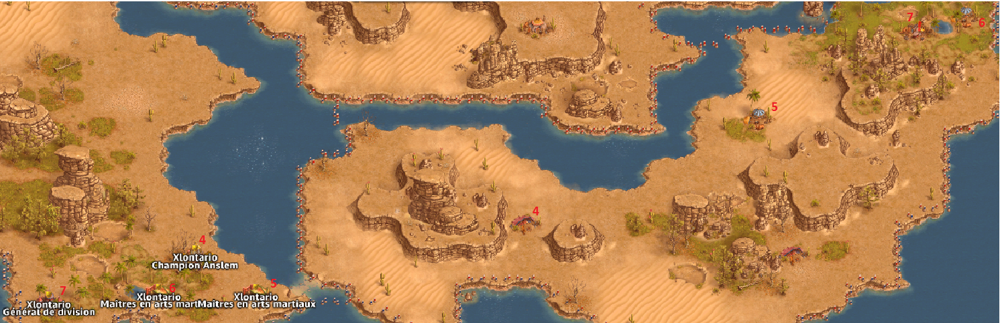 7
6
5
4
4
Xlontario
Champion Anslem
5
Xlontario
Maîtres en arts martiaux
6
Xlontario
Maîtres en arts mart
7
Xlontario
Général de division